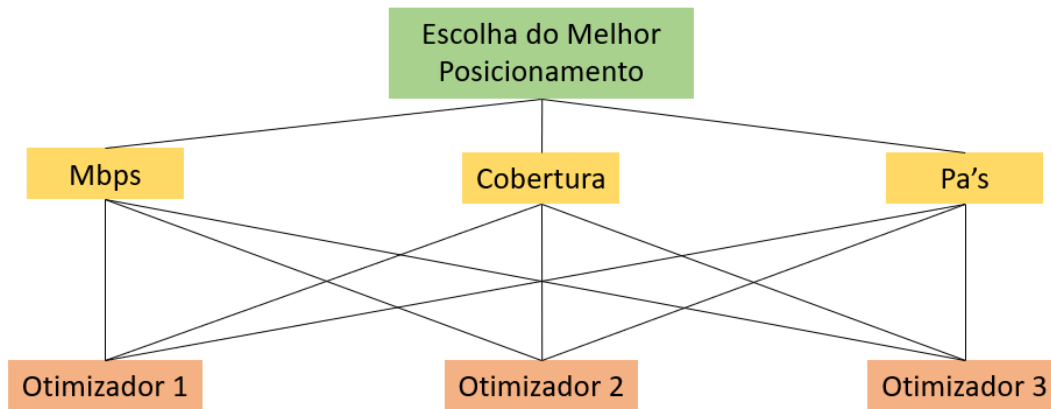 Escolha do Melhor
Posicionamento
Mbps
Cobertura
Pa's
Otimizador 1
Otimizador 2
Otimizador 3